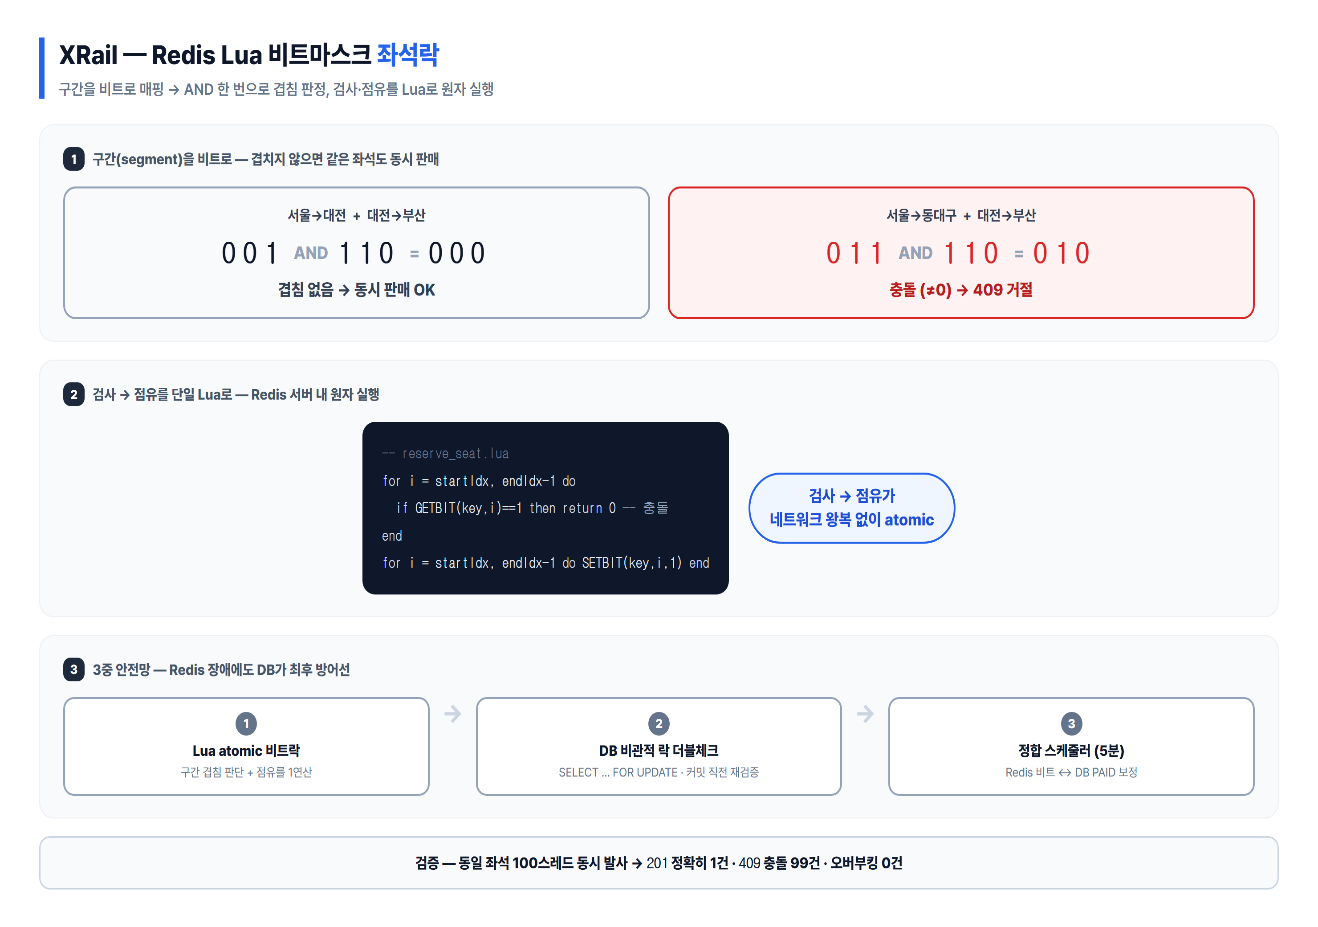 XRail — Redis Lua 비트마스크 좌석락
구간을 비트로 매핑 → AND 한 번으로 겹침 판정, 검사·점유를 Lua로 원자 실행
1 구간(segment)을 비트로 — 겹치지 않으면 같은 좌석도 동시 판매
서울→대전 + 대전→부산
001 AND 110 = 000
겹침 없음 → 동시 판매 OK
서울→동대구 + 대전→부산
011 AND 110 = 010
충돌 (≠0) → 409 거절
2 검사 → 점유를 단일 Lua로 — Redis 서버 내 원자 실행
-- reserve_seat.lua
for i = startIdx, endIdx-1 do
if GETBIT(key,i)==1 then return 0 -- 충돌
end
for i = startIdx, endIdx-1 do SETBIT(key,i,1) end
검사 → 점유가
네트워크 왕복 없이 atomic
3 3중 안전망 — Redis 장애에도 DB가 최후 방어선
1
Lua atomic 비트락
구간 겹침 판단 + 점유를 1연산
→
2
DB 비관적 락 더블체크
SELECT ... FOR UPDATE · 커밋 직전 재검증
→
3
정합 스케줄러 (5분)
Redis 비트 ↔ DB PAID 보정
검증 — 동일 좌석 100스레드 동시 발사 → 201 정확히 1건 · 409 충돌 99건 · 오버부킹 0건